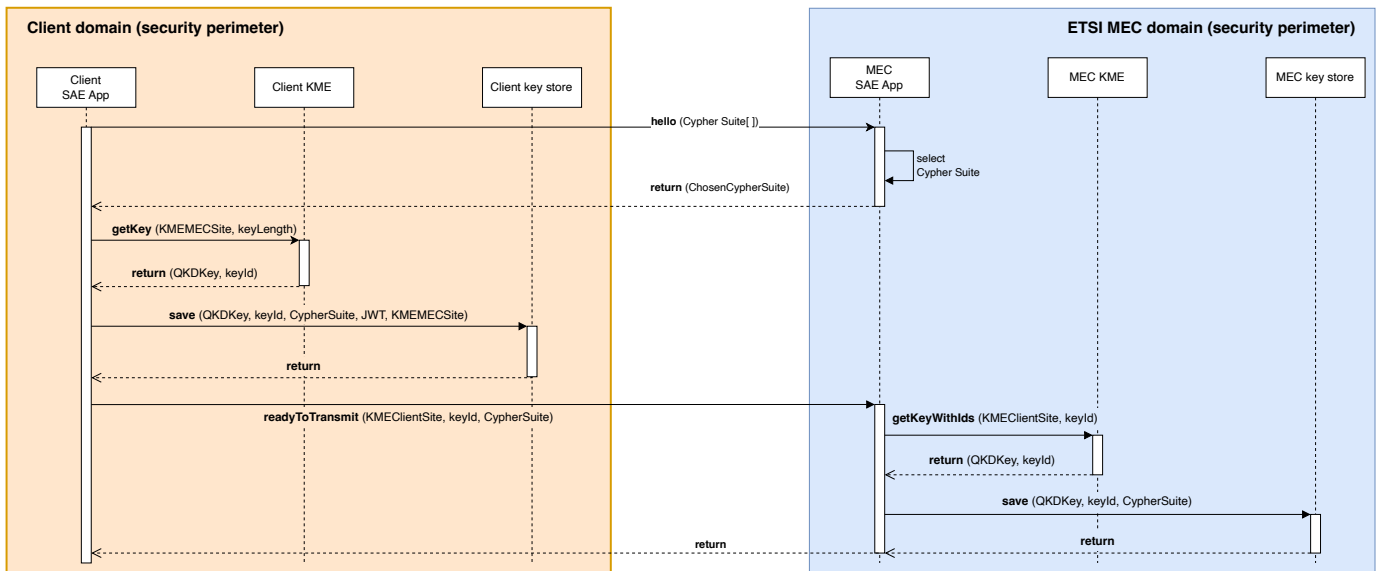 Client domain (security perimeter)
ETSI MEC domain (security perimeter)
Client
SAE App
Client KME
Client key store
MEC
SAE App
MEC KME
MEC key store
hello (Cypher Suite[ ])
select
Cypher Suite
return (ChosenCypherSuite)
getKey (KMEMECSite, keyLength)
return (QKDKey, keyId)
save (QKDKey, keyId, CypherSuite, JWT, KMEMECSite)
return
readyToTransmit (KMEClientSite, keyId, CypherSuite)
getKeyWithIds (KMEClientSite, keyId)
return (QKDKey, keyId)
save (QKDKey, keyId, CypherSuite)
return
return